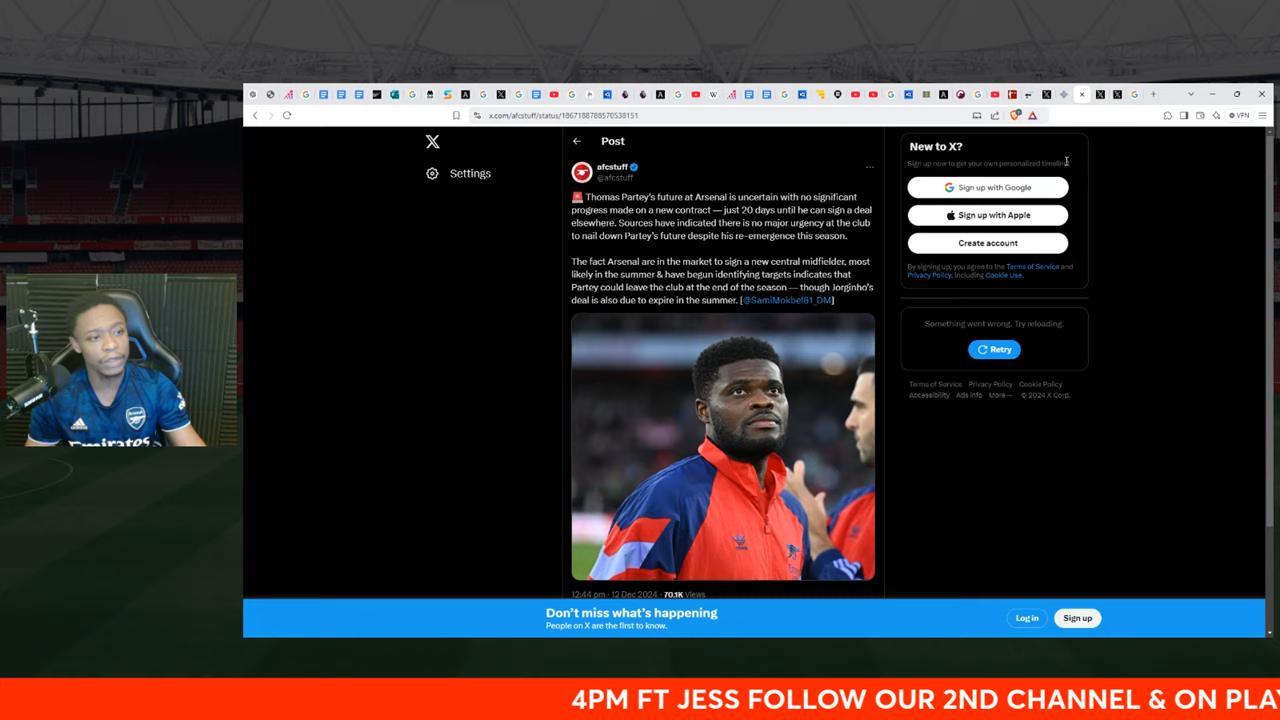 x.com/afcstuff/status/1867188788570538151
VPN
Post
Settings
afcstuff
@afcstuff
Thomas Partey's future at Arsenal is uncertain with no significant
progress made on a new contract — just 20 days until he can sign a deal
elsewhere. Sources have indicated there is no major urgency at the club
to nail down Partey's future despite his re-emergence this season.
The fact Arsenal are in the market to sign a new central midfielder, most
likely in the summer & have begun identifying targets indicates that
Partey could leave the club at the end of the season — though Jorginho's
deal is also due to expire in the summer. [@SamiMokbel81_DM]
12:44 pm · 12 Dec 2024 · 70.1K Views
New to X?
Sign up now to get your own personalized timeline!
Sign up with Google
Sign up with Apple
Create account
By signing up, you agree to the Terms of Service and
Privacy Policy, including Cookie Use.
Something went wrong. Try reloading.
Retry
Terms of Service Privacy Policy Cookie Policy
Accessibility Ads info More ··· © 2024 X Corp.
Arsenal
Emirates
Don't miss what's happening
People on X are the first to know.
Log in
Sign up
4PM FT JESS FOLLOW OUR 2ND CHANNEL & ON PLA